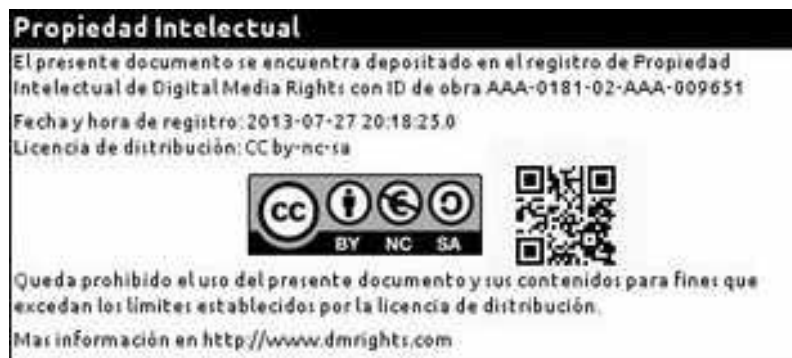 Propiedad Intelectual
El presente documento se encuentra depositado en el registro de Propiedad
Intelectual de Digital Media Rights con ID de obra AAA-0181-02-AAA-009651
Fecha y hora de registro: 2013-07-27 20:18:25.0
Licencia de distribución: CC by-nc-sa
cc
BY NC SA
Queda prohibido el uso del presente documento y sus contenidos para fines que
excedan los límites establecidos por la licencia de distribución.
Mas información en http://www.dmrights.com